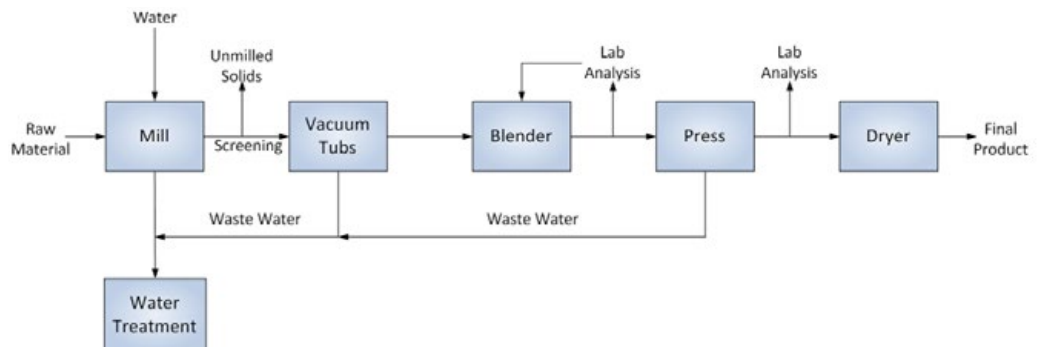 Water
Unmilled
Solids
Lab
Analysis
Lab
Analysis
Raw
Material
Mill
Screening
Vacuum
Tubs
Blender
Press
Dryer
Final
Product
Waste Water
Waste Water
Water
Treatment